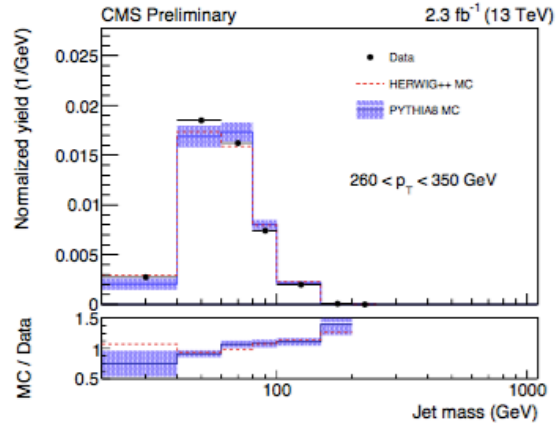 CMS Preliminary 2.3 fb⁻¹ (13 TeV)
Normalized yield (1/GeV)
0.025
0.02
0.015
0.01
0.005
0
Data
HERWIG++ MC
PYTHIA8 MC
260 < p_T < 350 GeV
MC / Data
1.5
1
0.5
100 1000
Jet mass (GeV)